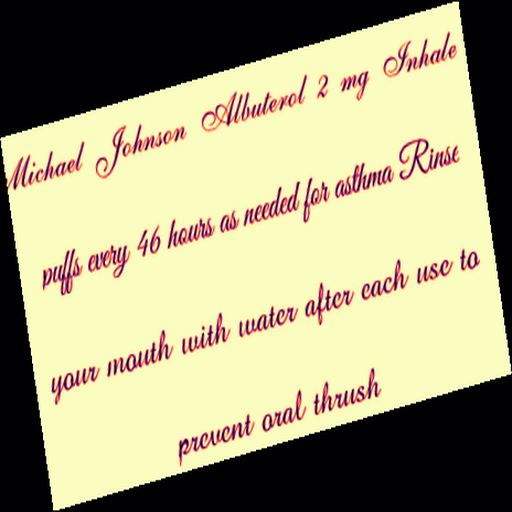 Michael Johnson Albuterol 2 mg Inhale
puffs every 46 hours as needed for asthma Rinse
your mouth with water after each use to
prevent oral thrush